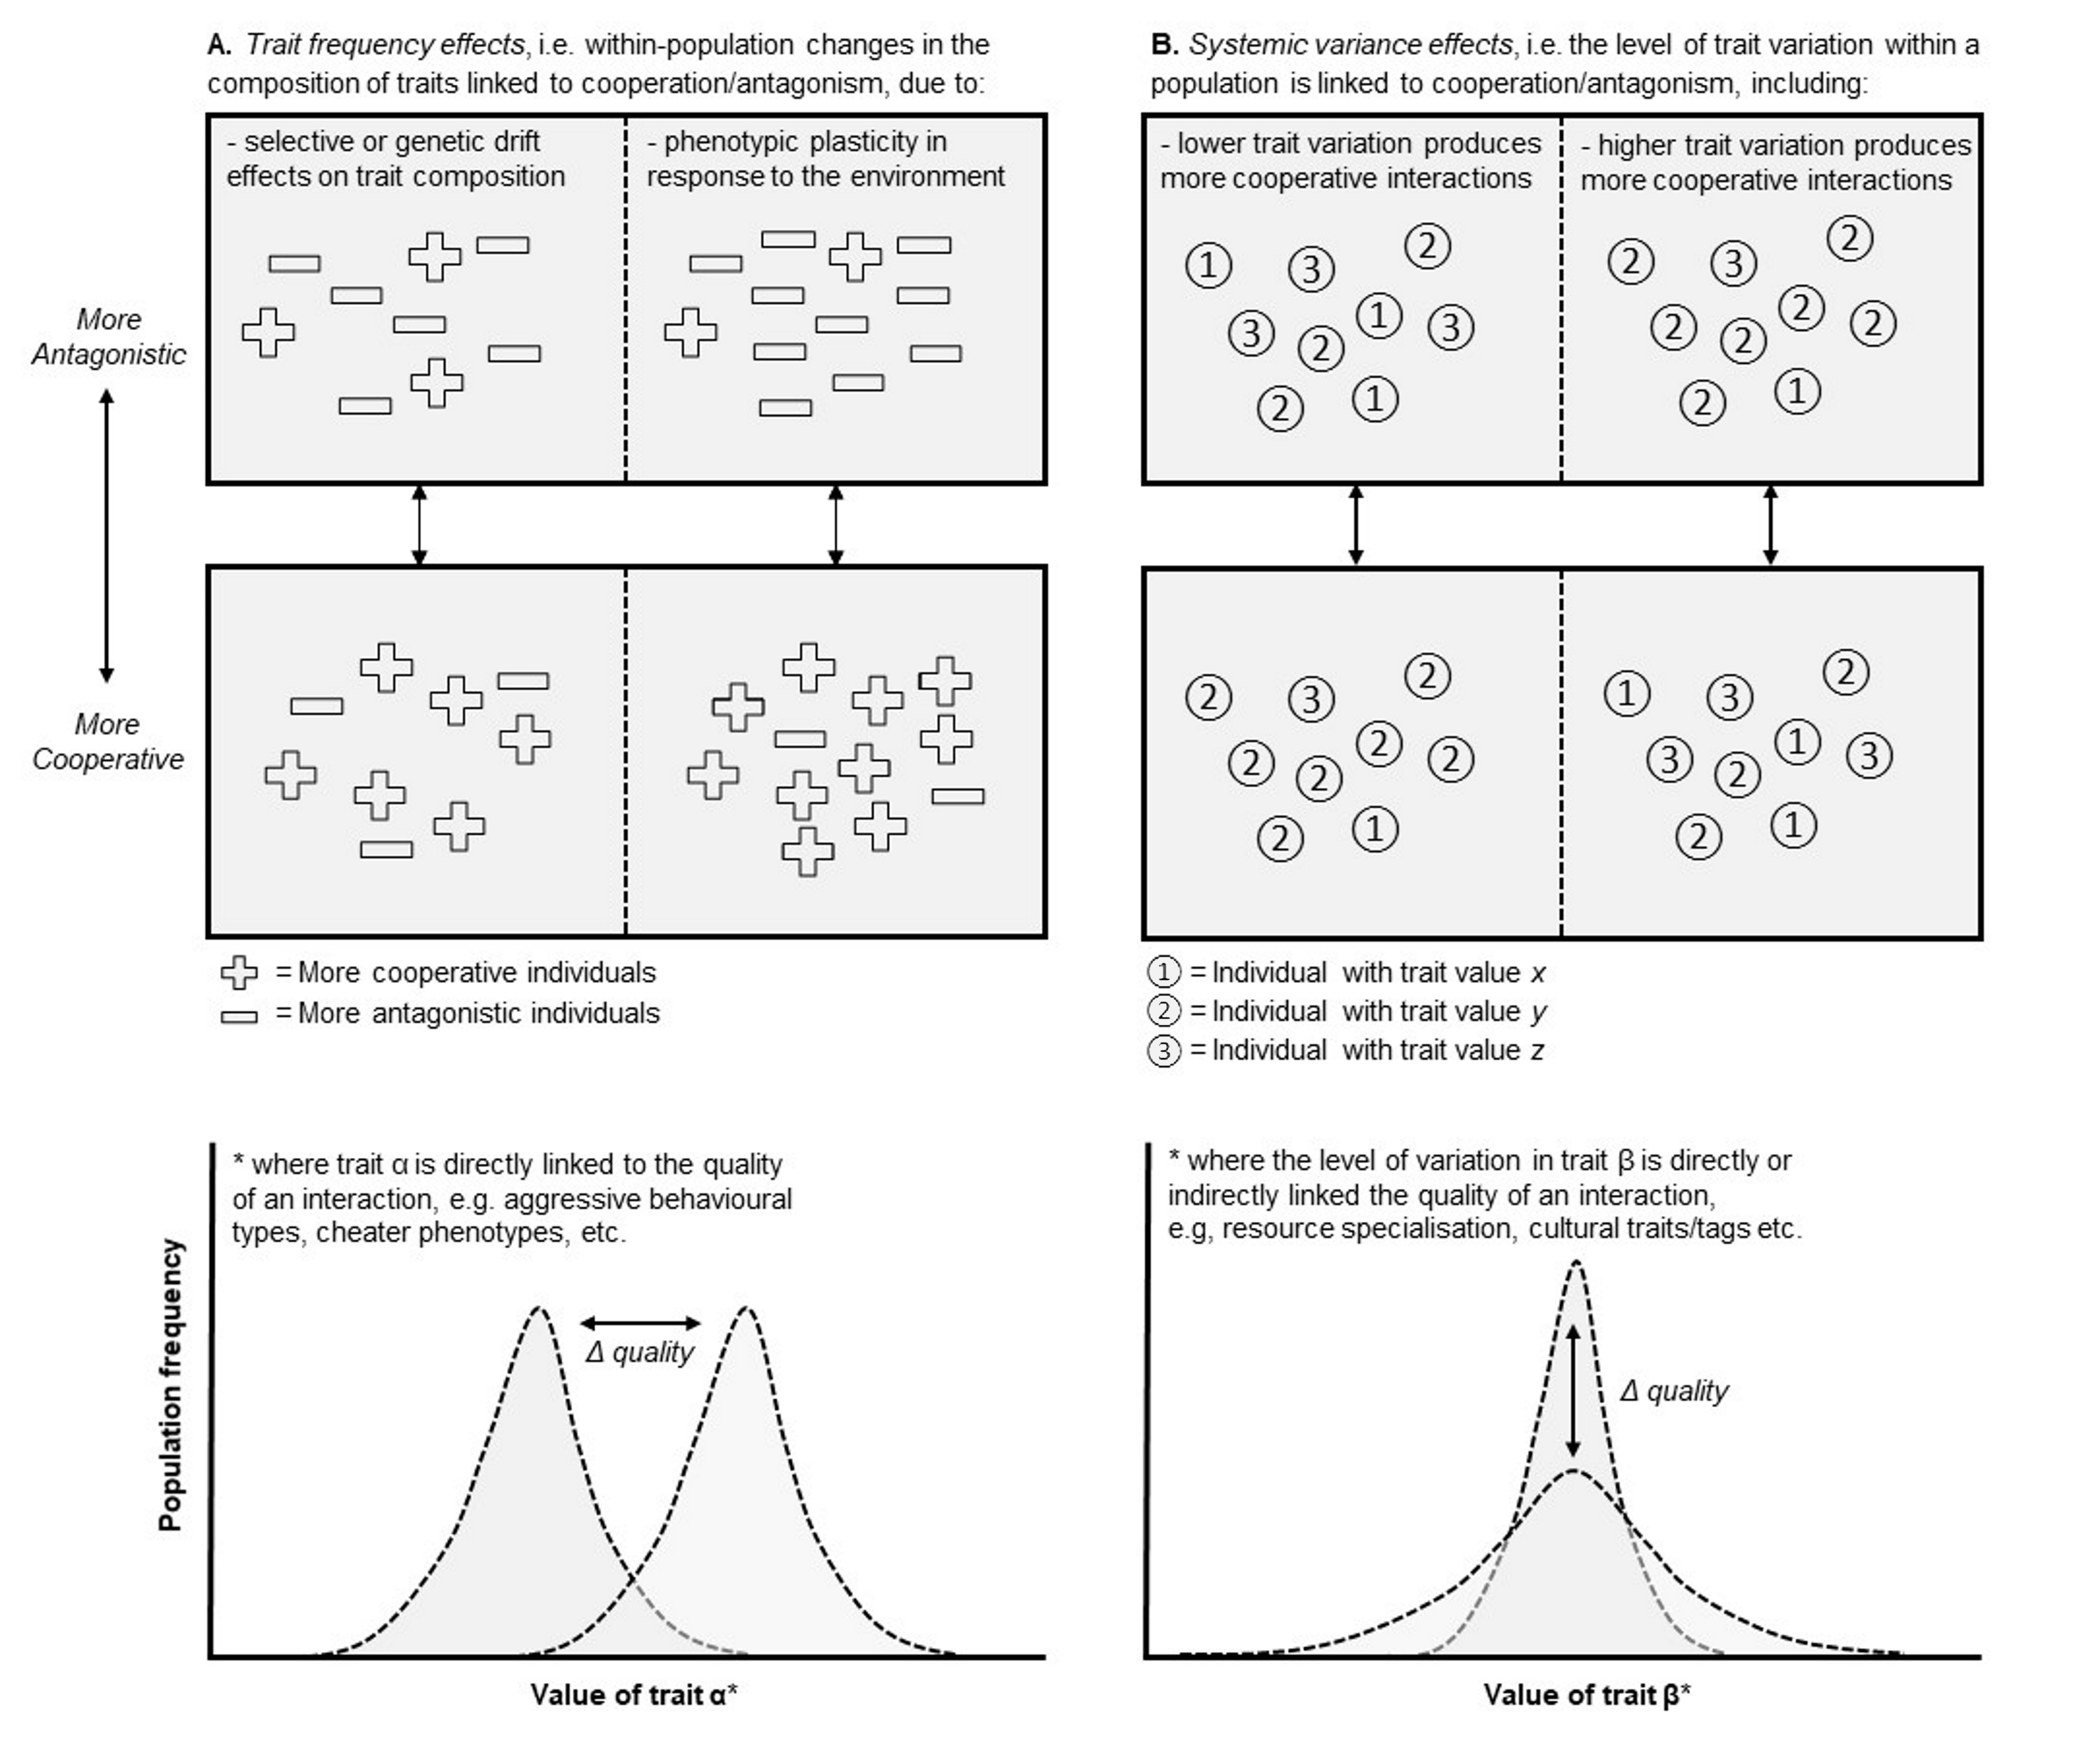 A. Trait frequency effects, i.e. within-population changes in the
composition of traits linked to cooperation/antagonism, due to:
- selective or genetic drift
effects on trait composition
- phenotypic plasticity in
response to the environment
More
Antagonistic
More
Cooperative
= More cooperative individuals
= More antagonistic individuals
B. Systemic variance effects, i.e. the level of trait variation within a
population is linked to cooperation/antagonism, including:
- lower trait variation produces
more cooperative interactions
1 3 2
3 2 1 3
2 1
- higher trait variation produces
more cooperative interactions
2 3 2
2 2 2 2
2 1
2 3 2
2 2 2 2
2 1
1 3 2
3 2 1 3
2 1
1 = Individual with trait value x
2 = Individual with trait value y
3 = Individual with trait value z
* where trait α is directly linked to the quality
of an interaction, e.g. aggressive behavioural
types, cheater phenotypes, etc.
Δ quality
Population frequency
Value of trait α*
* where the level of variation in trait β is directly or
indirectly linked the quality of an interaction,
e.g, resource specialisation, cultural traits/tags etc.
Δ quality
Value of trait β*